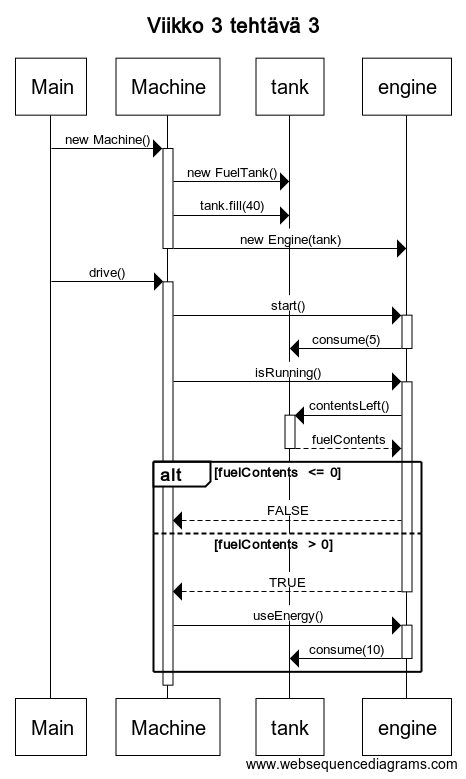 Viikko 3 tehtävä 3
Main Machine tank engine
new Machine()
new FuelTank()
tank.fill(40)
new Engine(tank)
drive()
start()
consume(5)
isRunning()
contentsLeft()
fuelContents
alt [fuelContents <= 0]
FALSE
[fuelContents > 0]
TRUE
useEnergy()
consume(10)
Main Machine tank engine
www.websequencediagrams.com